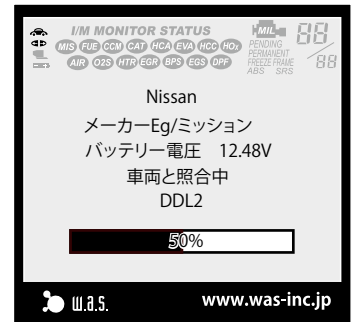 I/M MONITOR STATUS
MIL
88
MIS FUE CCM CAT HCA EVA HCC HO₂
PENDING
PERMANENT
AIR O2S HTR EGR BPS EGS DPF
FREEZE FRAME
88
ABS SRS
Nissan
メーカーEg/ミッション
バッテリー電圧 12.48V
車両と照合中
DDL2
50%
w.a.s.
www.was-inc.jp